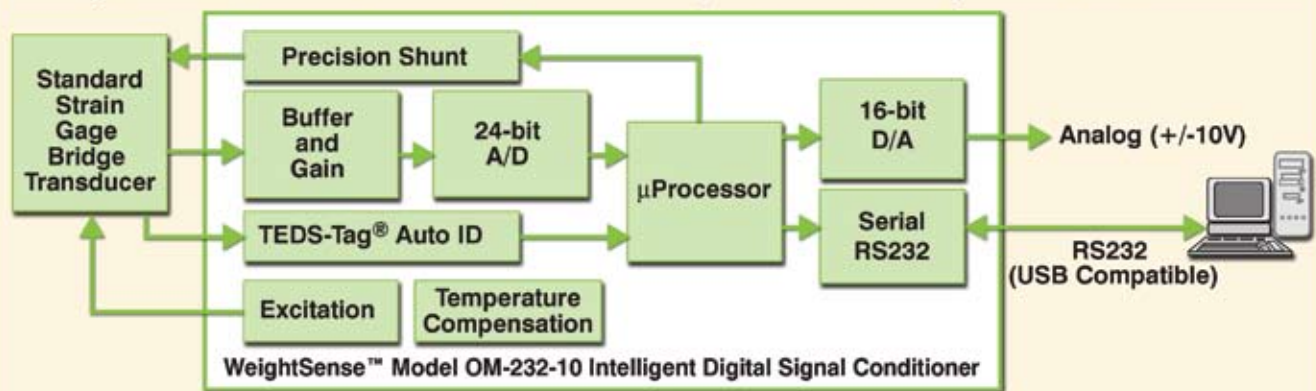 Standard
Strain
Gage
Bridge
Transducer
Precision Shunt
Buffer
and
Gain
24-bit
A/D
TEDS-Tag® Auto ID
Excitation
Temperature
Compensation
µProcessor
16-bit
D/A
Serial
RS232
Analog (+/-10V)
RS232
(USB Compatible)
WeightSense™ Model OM-232-10 Intelligent Digital Signal Conditioner